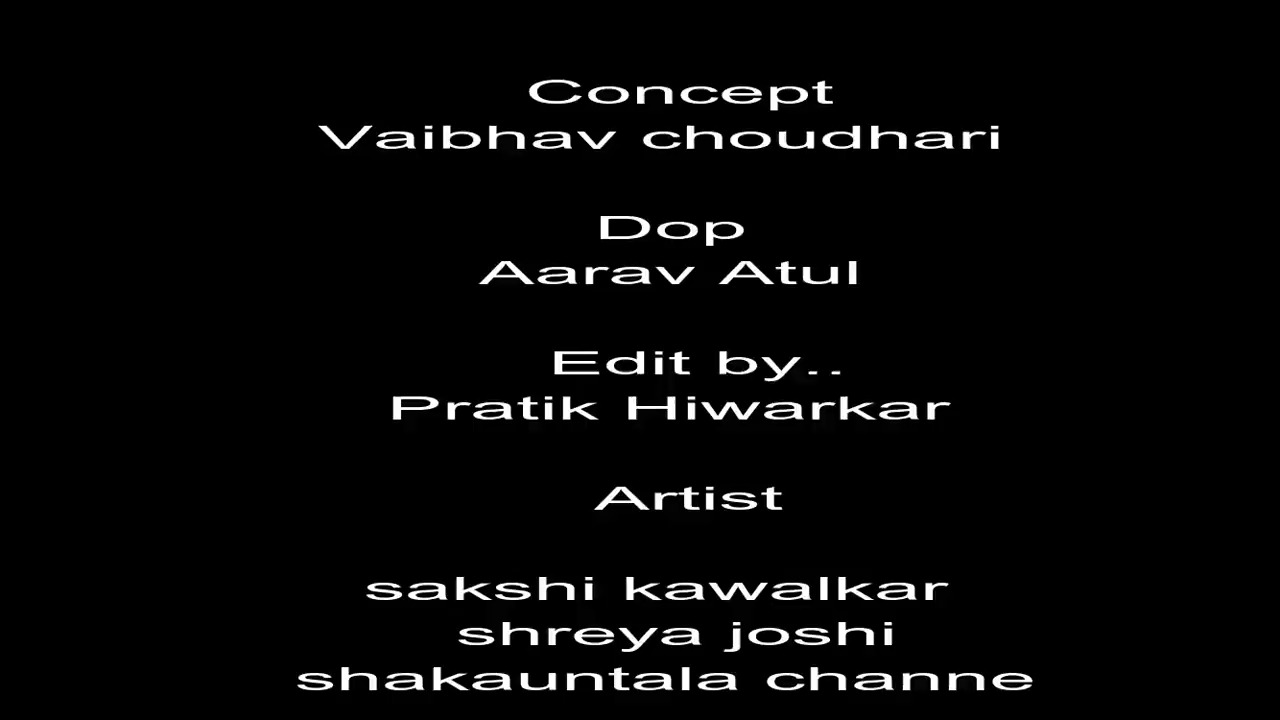 Concept
Vaibhav choudhari
Dop
Aarav Atul
Edit by..
Pratik Hiwarkar
Artist
sakshi kawalkar
shreya joshi
shakauntala channe